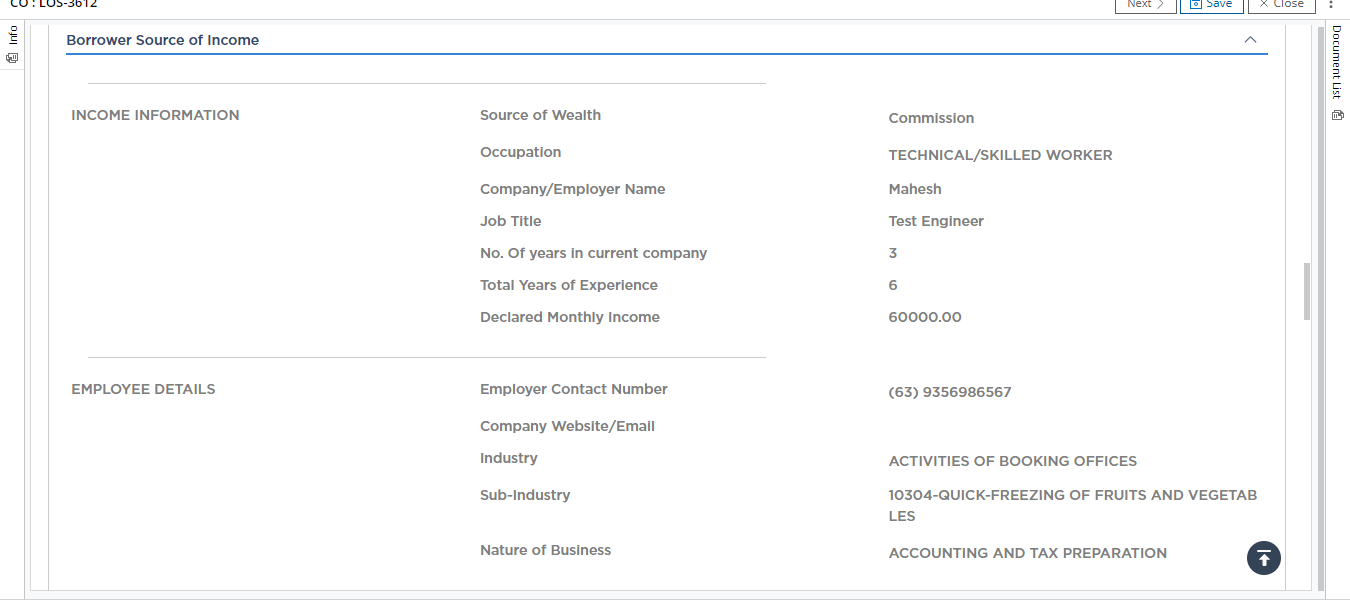 CO : LOS-3612
Next
Save
Close
Info
Document List
Borrower Source of Income
INCOME INFORMATION
Source of Wealth Commission
Occupation TECHNICAL/SKILLED WORKER
Company/Employer Name Mahesh
Job Title Test Engineer
No. Of years in current company 3
Total Years of Experience 6
Declared Monthly Income 60000.00
EMPLOYEE DETAILS
Employer Contact Number (63) 9356986567
Company Website/Email
Industry ACTIVITIES OF BOOKING OFFICES
Sub-Industry 10304-QUICK-FREEZING OF FRUITS AND VEGETAB
LES
Nature of Business ACCOUNTING AND TAX PREPARATION